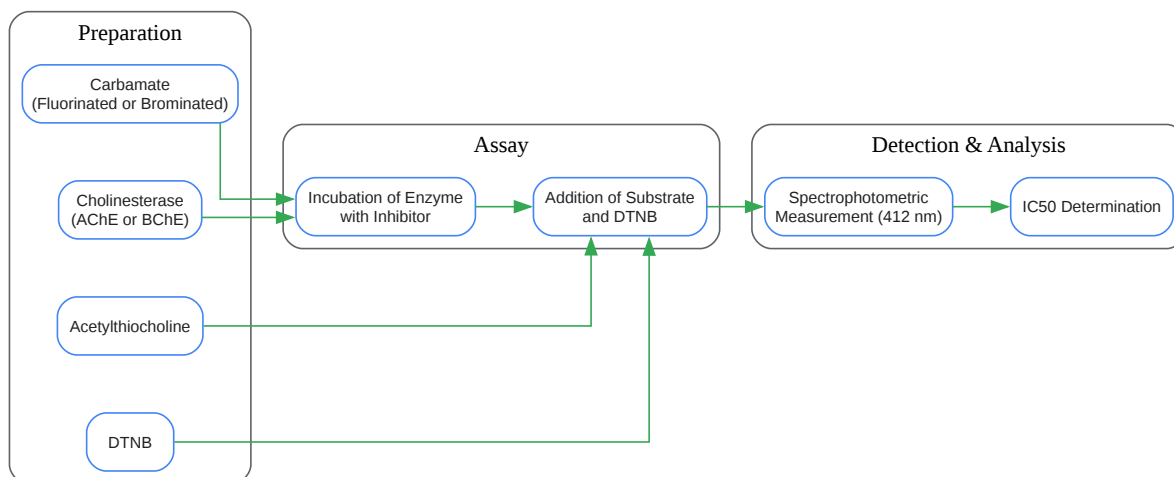 Preparation
Carbamate
(Fluorinated or Brominated)
Cholinesterase
(AChE or BChE)
Acetylthiocholine
DTNB
Assay
Incubation of Enzyme
with Inhibitor
Addition of Substrate
and DTNB
Detection & Analysis
Spectrophotometric
Measurement (412 nm)
IC50 Determination